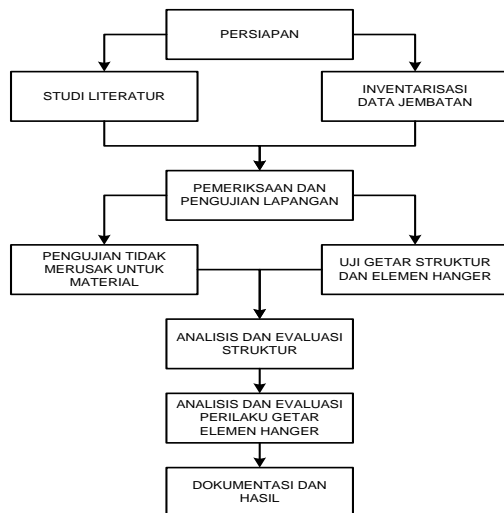 PERSIAPAN
STUDI LITERATUR
INVENTARISASI
DATA JEMBATAN
PEMERIKSAAN DAN
PENGUJIAN LAPANGAN
PENGUJIAN TIDAK
MERUSAK UNTUK
MATERIAL
UJI GETAR STRUKTUR
DAN ELEMEN HANGER
ANALISIS DAN EVALUASI
STRUKTUR
ANALISIS DAN EVALUASI
PERILAKU GETAR
ELEMEN HANGER
DOKUMENTASI DAN
HASIL